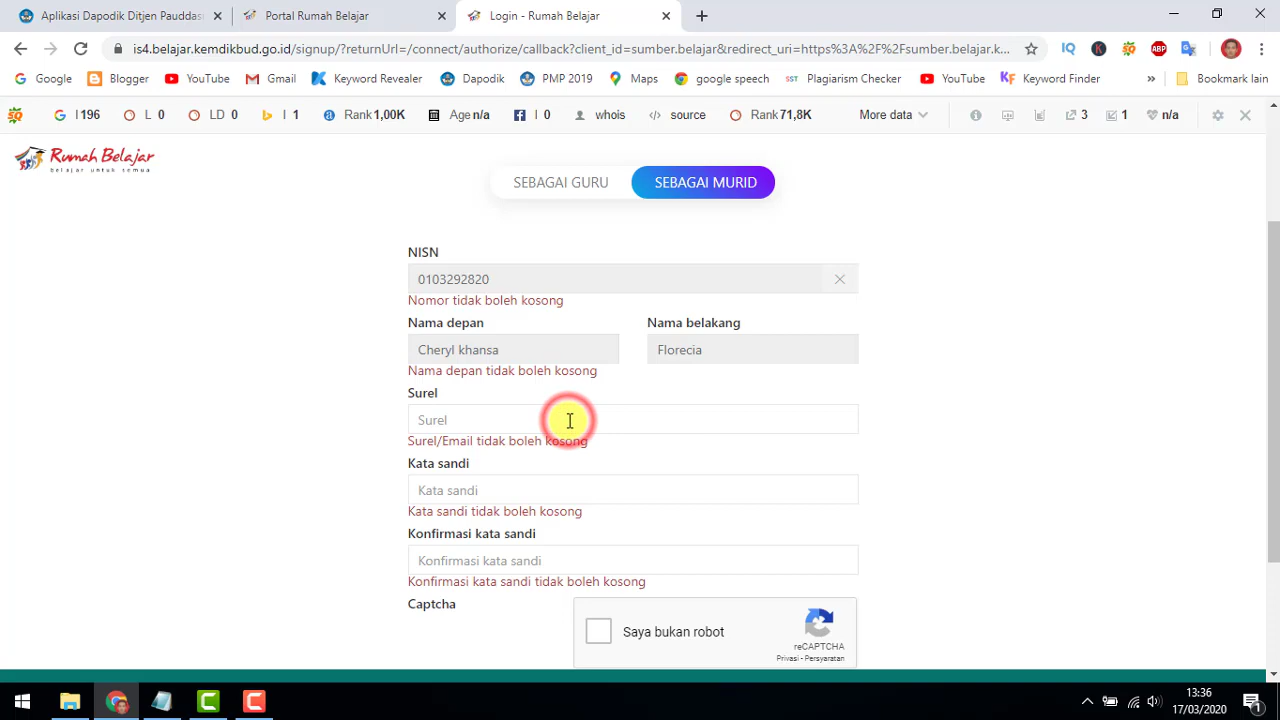 Aplikasi Dapodik Ditjen Pauddas
Portal Rumah Belajar
Login - Rumah Belajar
is4.belajar.kemdikbud.go.id/signup/?returnUrl=/connect/authorize/callback?client_id=sumber.belajar&redirect_uri=https%3A%2F%2Fsumber.belajar.k...
Google Blogger YouTube Gmail Keyword Revealer Dapodik PMP 2019 Maps google speech Plagiarism Checker YouTube Keyword Finder » Bookmark lain
I 196 L 0 LD 0 I 1 Rank 1,00K Age n/a I 0 whois source Rank 71,8K More data 3 1 n/a
Rumah Belajar
belajar untuk semua
SEBAGAI GURU SEBAGAI MURID
NISN
0103292820
Nomor tidak boleh kosong
Nama depan Nama belakang
Cheryl khansa Florecia
Nama depan tidak boleh kosong
Surel
Surel
Surel/Email tidak boleh kosong
Kata sandi
Kata sandi
Kata sandi tidak boleh kosong
Konfirmasi kata sandi
Konfirmasi kata sandi
Konfirmasi kata sandi tidak boleh kosong
Captcha
Saya bukan robot
reCAPTCHA
Privasi - Persyaratan
13:36
17/03/2020
1